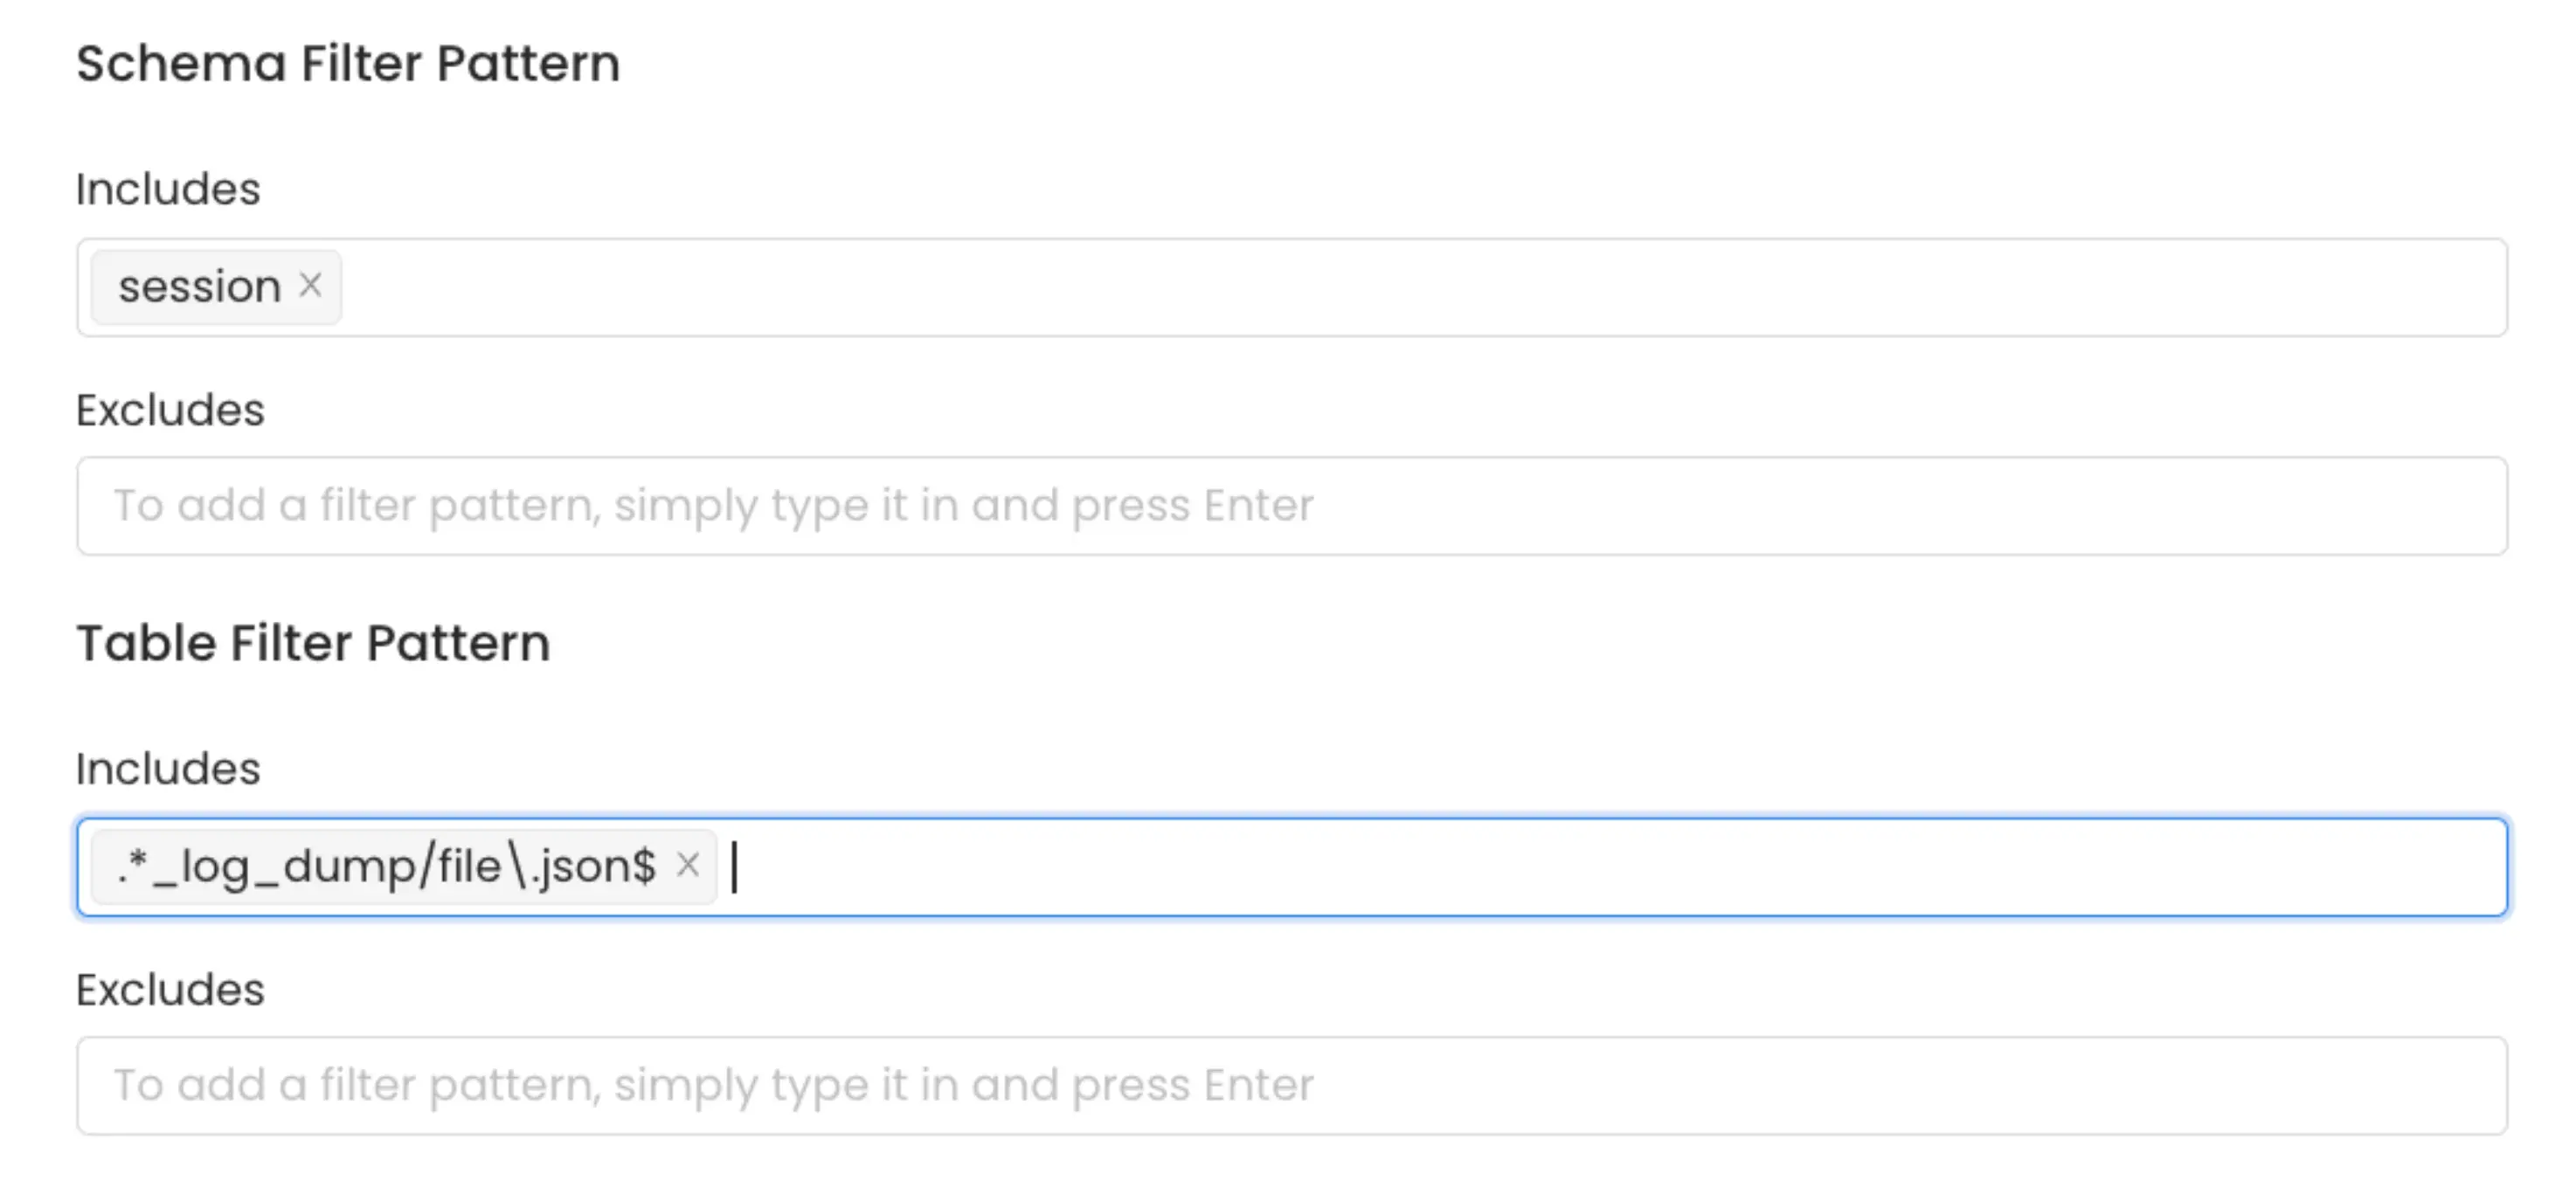 Schema Filter Pattern
Includes
session ×
Excludes
To add a filter pattern, simply type it in and press Enter
Table Filter Pattern
Includes
.*_log_dump/file\.json$ ×
Excludes
To add a filter pattern, simply type it in and press Enter